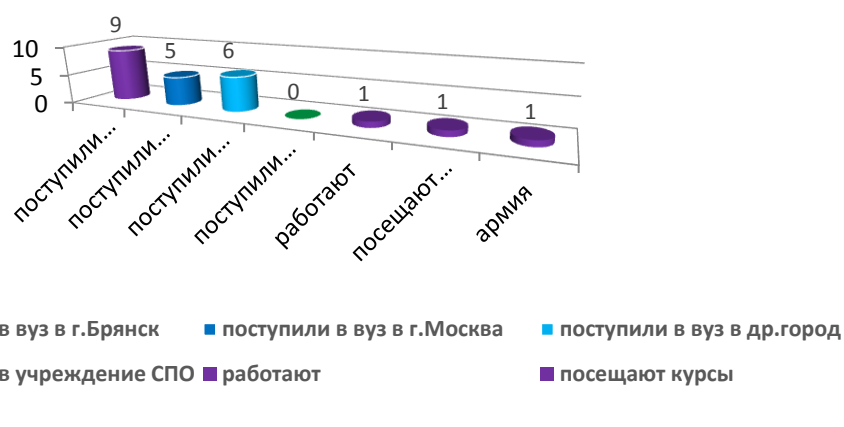 9
5
6
0
1
1
1
10
5
0
поступили...
поступили...
поступили...
поступили...
работают
посещают...
армия
в вуз в г.Брянск
поступили в вуз в г.Москва
поступили в вуз в др.город
в учреждение СПО
работают
посещают курсы